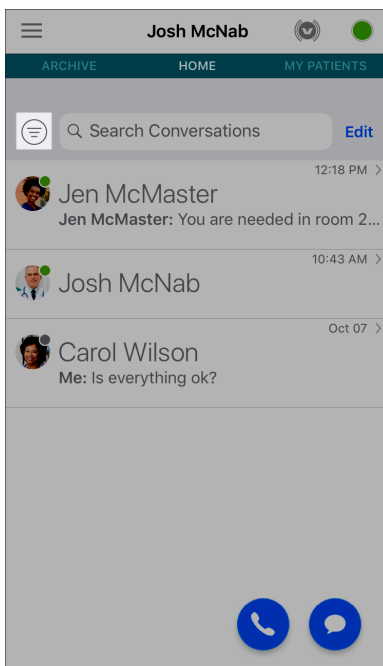 Josh McNab
ARCHIVE HOME MY PATIENTS
Search Conversations Edit
12:18 PM
Jen McMaster
Jen McMaster: You are needed in room 2...
10:43 AM
Josh McNab
Oct 07
Carol Wilson
Me: Is everything ok?